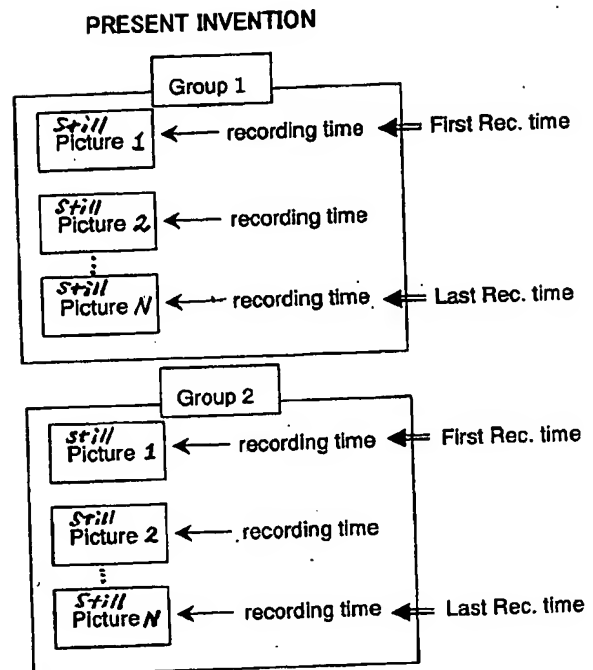 PRESENT INVENTION
Group 1
Still
Picture 1 recording time First Rec. time
Still
Picture 2 recording time
Still
Picture N recording time Last Rec. time
Group 2
still
Picture 1 recording time First Rec. time
Still
Picture 2 recording time
Still
Picture N recording time Last Rec. time